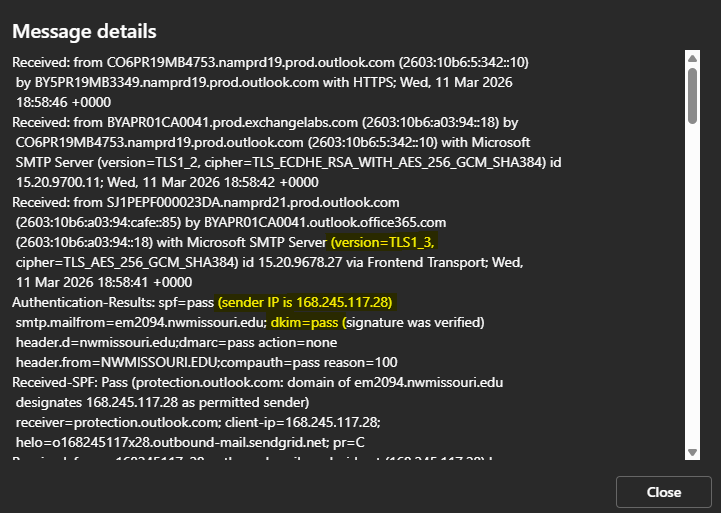 Message details
Received: from CO6PR19MB4753.namprd19.prod.outlook.com (2603:10b6:5:342::10)
by BY5PR19MB3349.namprd19.prod.outlook.com with HTTPS; Wed, 11 Mar 2026
18:58:46 +0000
Received: from BYAPR01CA0041.prod.exchangelabs.com (2603:10b6:a03:94::18) by
CO6PR19MB4753.namprd19.prod.outlook.com (2603:10b6:5:342::10) with Microsoft
SMTP Server (version=TLS1_2, cipher=TLS_ECDHE_RSA_WITH_AES_256_GCM_SHA384) id
15.20.9700.11; Wed, 11 Mar 2026 18:58:42 +0000
Received: from SJ1PEPF000023DA.namprd21.prod.outlook.com
(2603:10b6:a03:94:cafe::85) by BYAPR01CA0041.outlook.office365.com
(2603:10b6:a03:94::18) with Microsoft SMTP Server (version=TLS1_3,
cipher=TLS_AES_256_GCM_SHA384) id 15.20.9678.27 via Frontend Transport; Wed,
11 Mar 2026 18:58:41 +0000
Authentication-Results: spf=pass (sender IP is 168.245.117.28)
smtp.mailfrom=em2094.nwmissouri.edu; dkim=pass (signature was verified)
header.d=nwmissouri.edu;dmarc=pass action=none
header.from=NWMISSOURI.EDU;compauth=pass reason=100
Received-SPF: Pass (protection.outlook.com: domain of em2094.nwmissouri.edu
designates 168.245.117.28 as permitted sender)
receiver=protection.outlook.com; client-ip=168.245.117.28;
helo=o168245117x28.outbound-mail.sendgrid.net; pr=C
Close